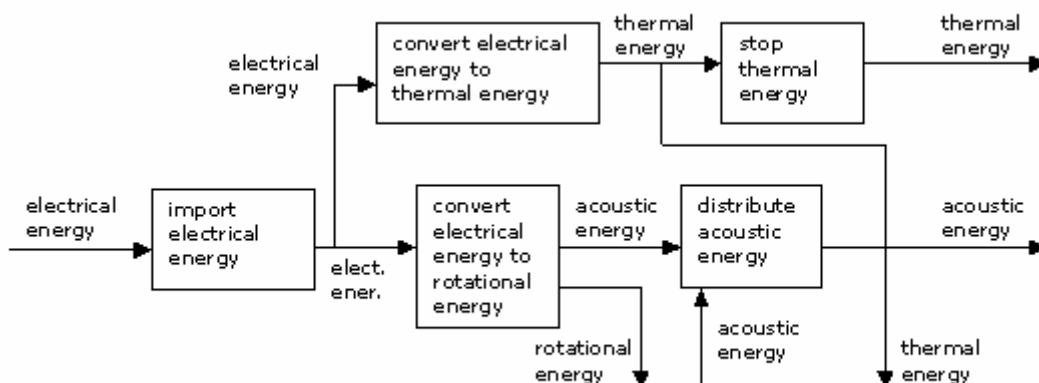 electrical
energy
convert electrical
energy to
thermal energy
thermal
energy
stop
thermal
energy
thermal
energy
electrical
energy
import
electrical
energy
elect.
ener.
convert
electrical
energy to
rotational
energy
acoustic
energy
distribute
acoustic
energy
acoustic
energy
rotational
energy
acoustic
energy
thermal
energy